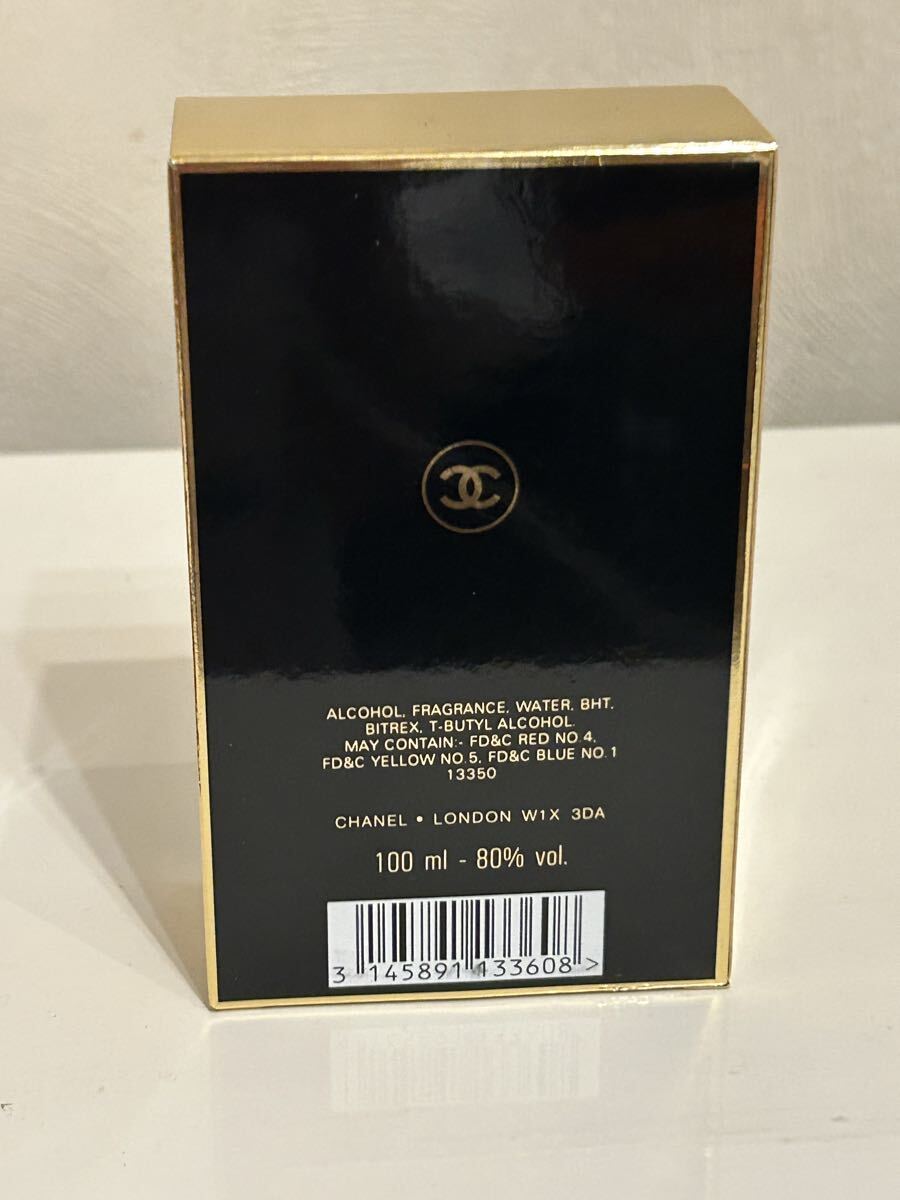 ALCOHOL, FRAGRANCE, WATER, BHT,
BITREX, T-BUTYL ALCOHOL.
MAY CONTAIN:- FD&C RED NO.4,
FD&C YELLOW NO.5, FD&C BLUE NO.1
13350
CHANEL • LONDON W1X 3DA
100 ml - 80% vol.
3 145891 133608 >